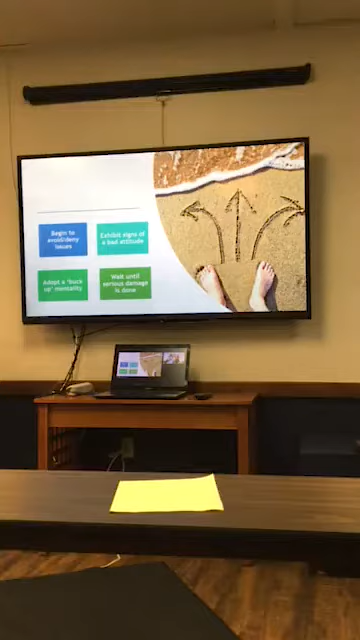 Begin to
avoid/deny
issues
Exhibit signs of
a bad attitude
Adopt a "buck
up" mentality
Wait until
serious damage
is done